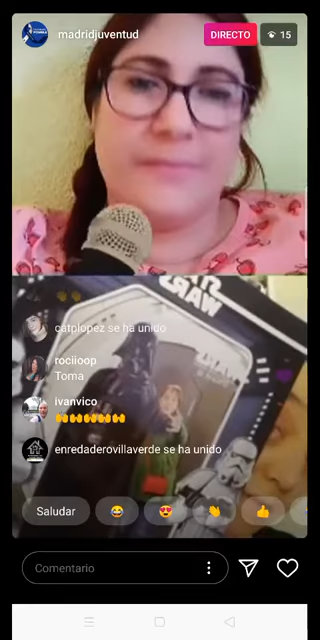 madridjuventud
DIRECTO
15
STAR
WARS
catplopez se ha unido
rociioop
Toma
ivanvico
🙌🙌🙌🙌🙌
enredaderovillaverde se ha unido
Saludar
Comentario